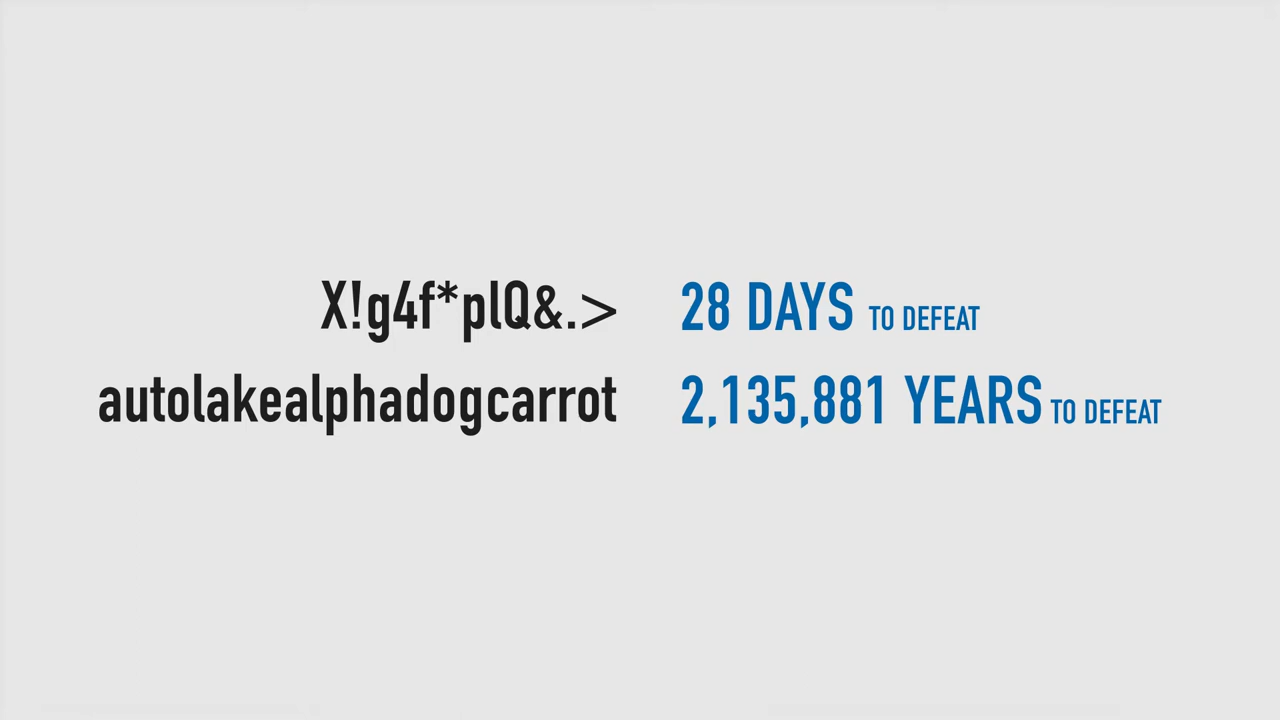 X!g4f*plQ&.> 28 DAYS TO DEFEAT
autolakealphadogcarrot 2,135,881 YEARS TO DEFEAT